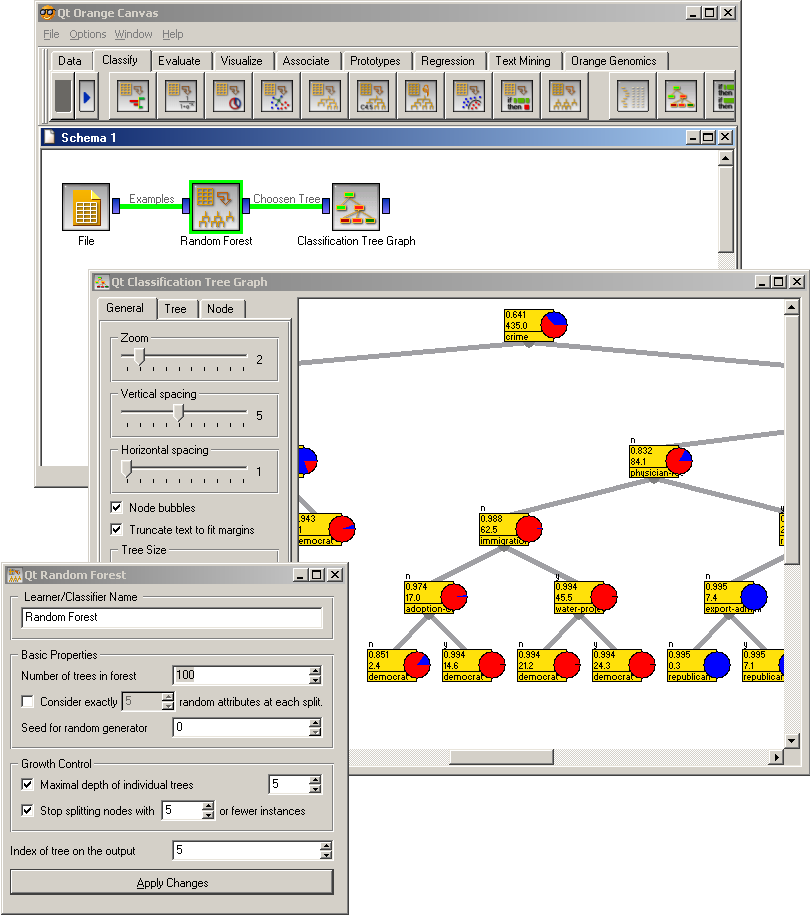 Qt Orange Canvas
File Options Window Help
Data Classify Evaluate Visualize Associate Prototypes Regression Text Mining Orange Genomics
C4.5
if
then
if
then
Schema 1
Examples Choosen Tree
File Random Forest Classification Tree Graph
Qt Classification Tree Graph
General Tree Node
Zoom
2
Vertical spacing
5
Horizontal spacing
1
Node bubbles
Truncate text to fit margins
Tree Size
0.641
435.0
crime
n
0.832
84.1
physician-
democrat
n
0.988
62.5
immigration
n
0.974
17.0
adoption-
y
0.994
45.5
water-proj
n
0.995
7.4
export-adm
n
0.851
2.4
democrat
y
0.994
14.6
democrat
n
0.994
21.2
democrat
y
0.994
24.3
democrat
n
0.995
0.3
republican
y
0.995
7.1
republican
Qt Random Forest
Learner/Classifier Name
Random Forest
Basic Properties
Number of trees in forest 100
Consider exactly 5 random attributes at each split.
Seed for random generator 0
Growth Control
Maximal depth of individual trees 5
Stop splitting nodes with 5 or fewer instances
Index of tree on the output 5
Apply Changes